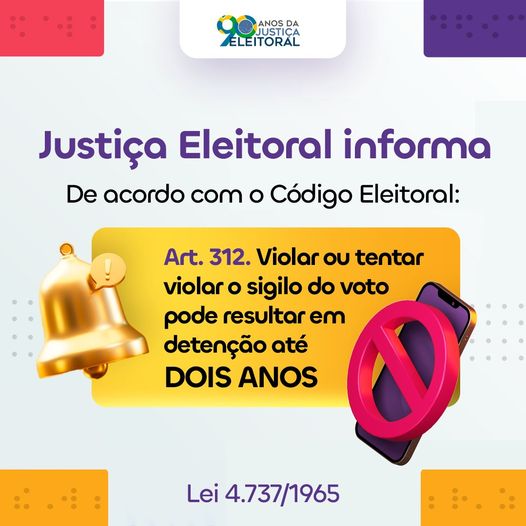 90 ANOS DA
JUSTIÇA
ELEITORAL
Justiça Eleitoral informa
De acordo com o Código Eleitoral:
!
Art. 312. Violar ou tentar
violar o sigilo do voto
pode resultar em
detenção até
DOIS ANOS
Lei 4.737/1965